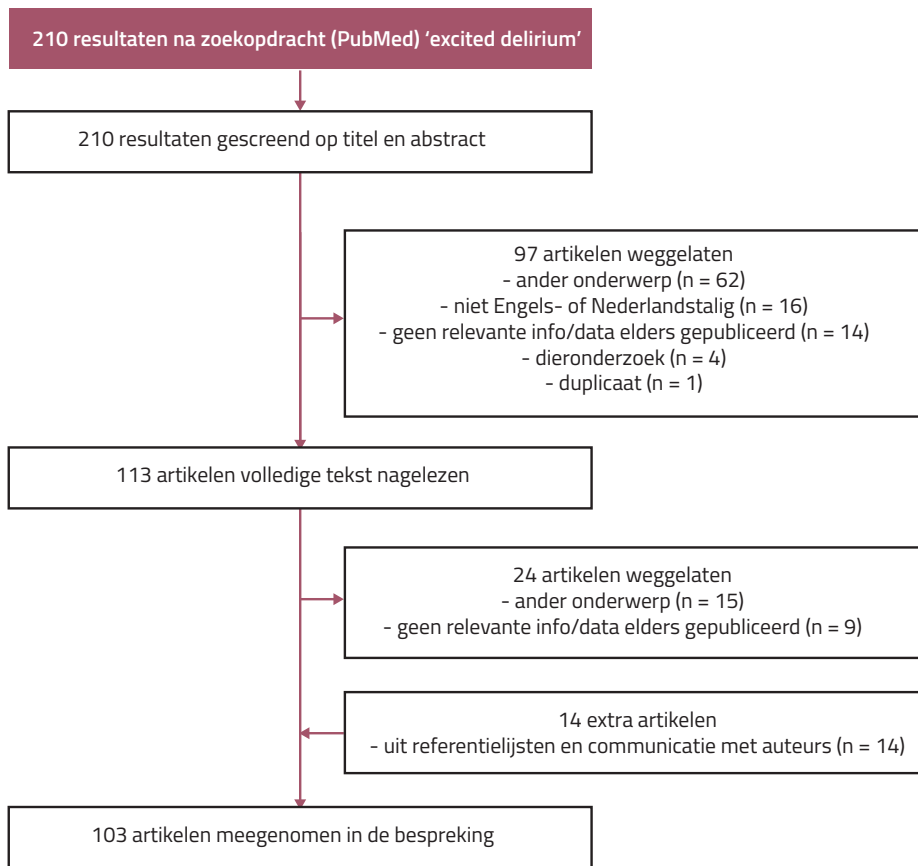 210 resultaten na zoekopdracht (PubMed) ‘excited delirium’
210 resultaten gescreend op titel en abstract
97 artikelen weggelaten
- ander onderwerp (n = 62)
- niet Engels- of Nederlandstalig (n = 16)
- geen relevante info/data elders gepubliceerd (n = 14)
- dieronderzoek (n = 4)
- duplicaat (n = 1)
113 artikelen volledige tekst nagelezen
24 artikelen weggelaten
- ander onderwerp (n = 15)
- geen relevante info/data elders gepubliceerd (n = 9)
14 extra artikelen
- uit referentielijsten en communicatie met auteurs (n = 14)
103 artikelen meegenomen in de bespreking